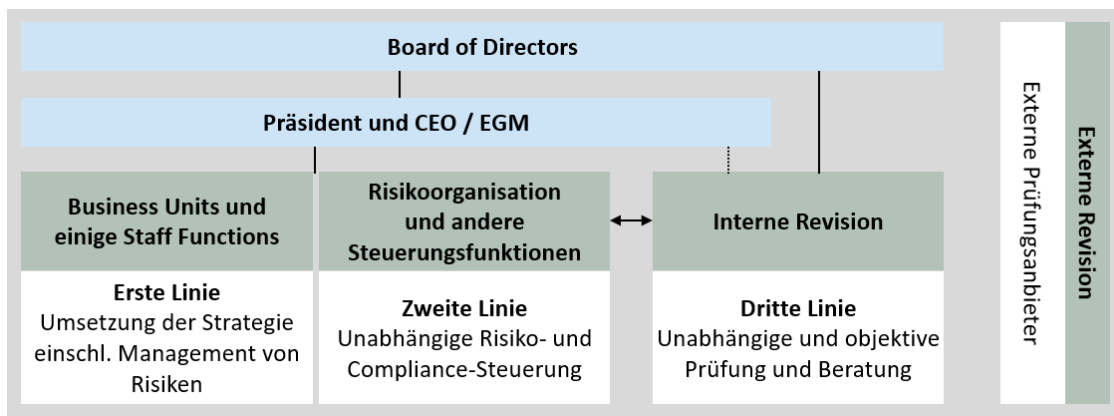 Board of Directors
Präsident und CEO / EGM
Business Units und
einige Staff Functions
Erste Linie
Umsetzung der Strategie
einschl. Management von
Risiken
Risikoorganisation
und andere
Steuerungsfunktionen
Zweite Linie
Unabhängige Risiko- und
Compliance-Steuerung
Interne Revision
Dritte Linie
Unabhängige und objektive
Prüfung und Beratung
Externe Prüfungsanbieter
Externe Revision